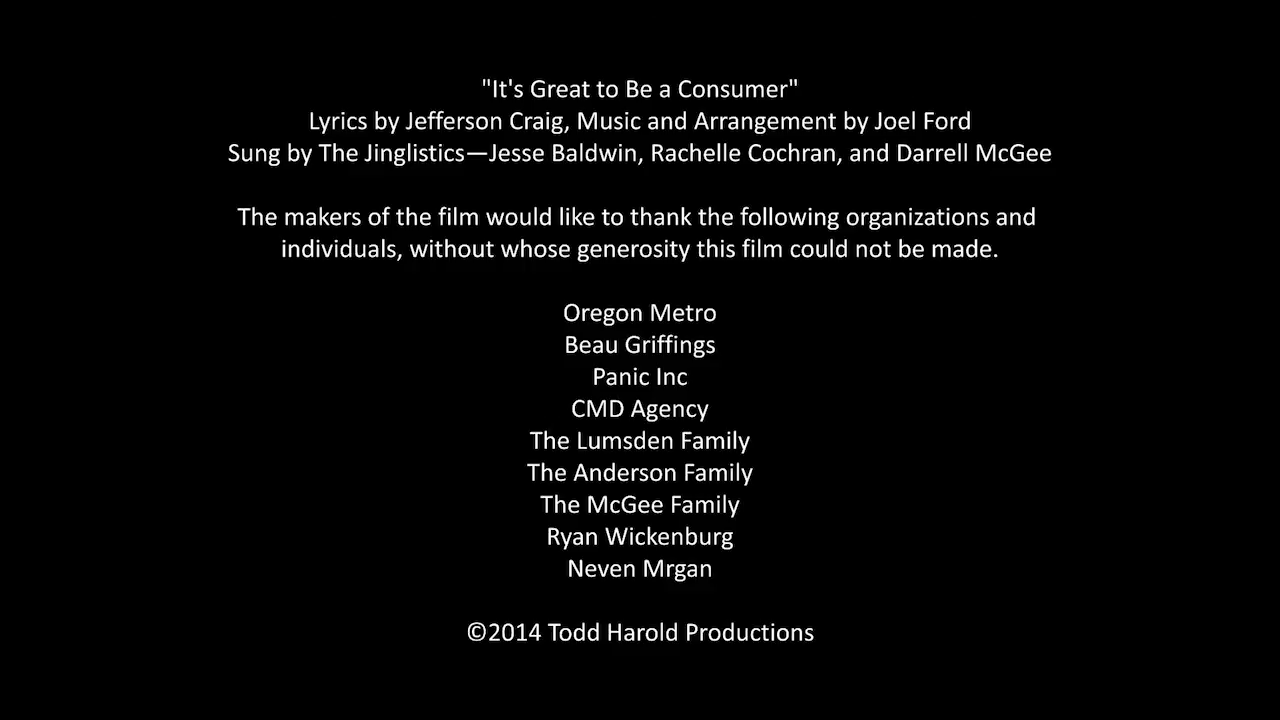 "It's Great to Be a Consumer"
Lyrics by Jefferson Craig, Music and Arrangement by Joel Ford
Sung by The Jinglistics—Jesse Baldwin, Rachelle Cochran, and Darrell McGee
The makers of the film would like to thank the following organizations and
individuals, without whose generosity this film could not be made.
Oregon Metro
Beau Griffings
Panic Inc
CMD Agency
The Lumsden Family
The Anderson Family
The McGee Family
Ryan Wickenburg
Neven Mrgan
©2014 Todd Harold Productions